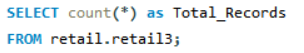 SELECT count(*) as Total_Records
FROM retail.retail3;